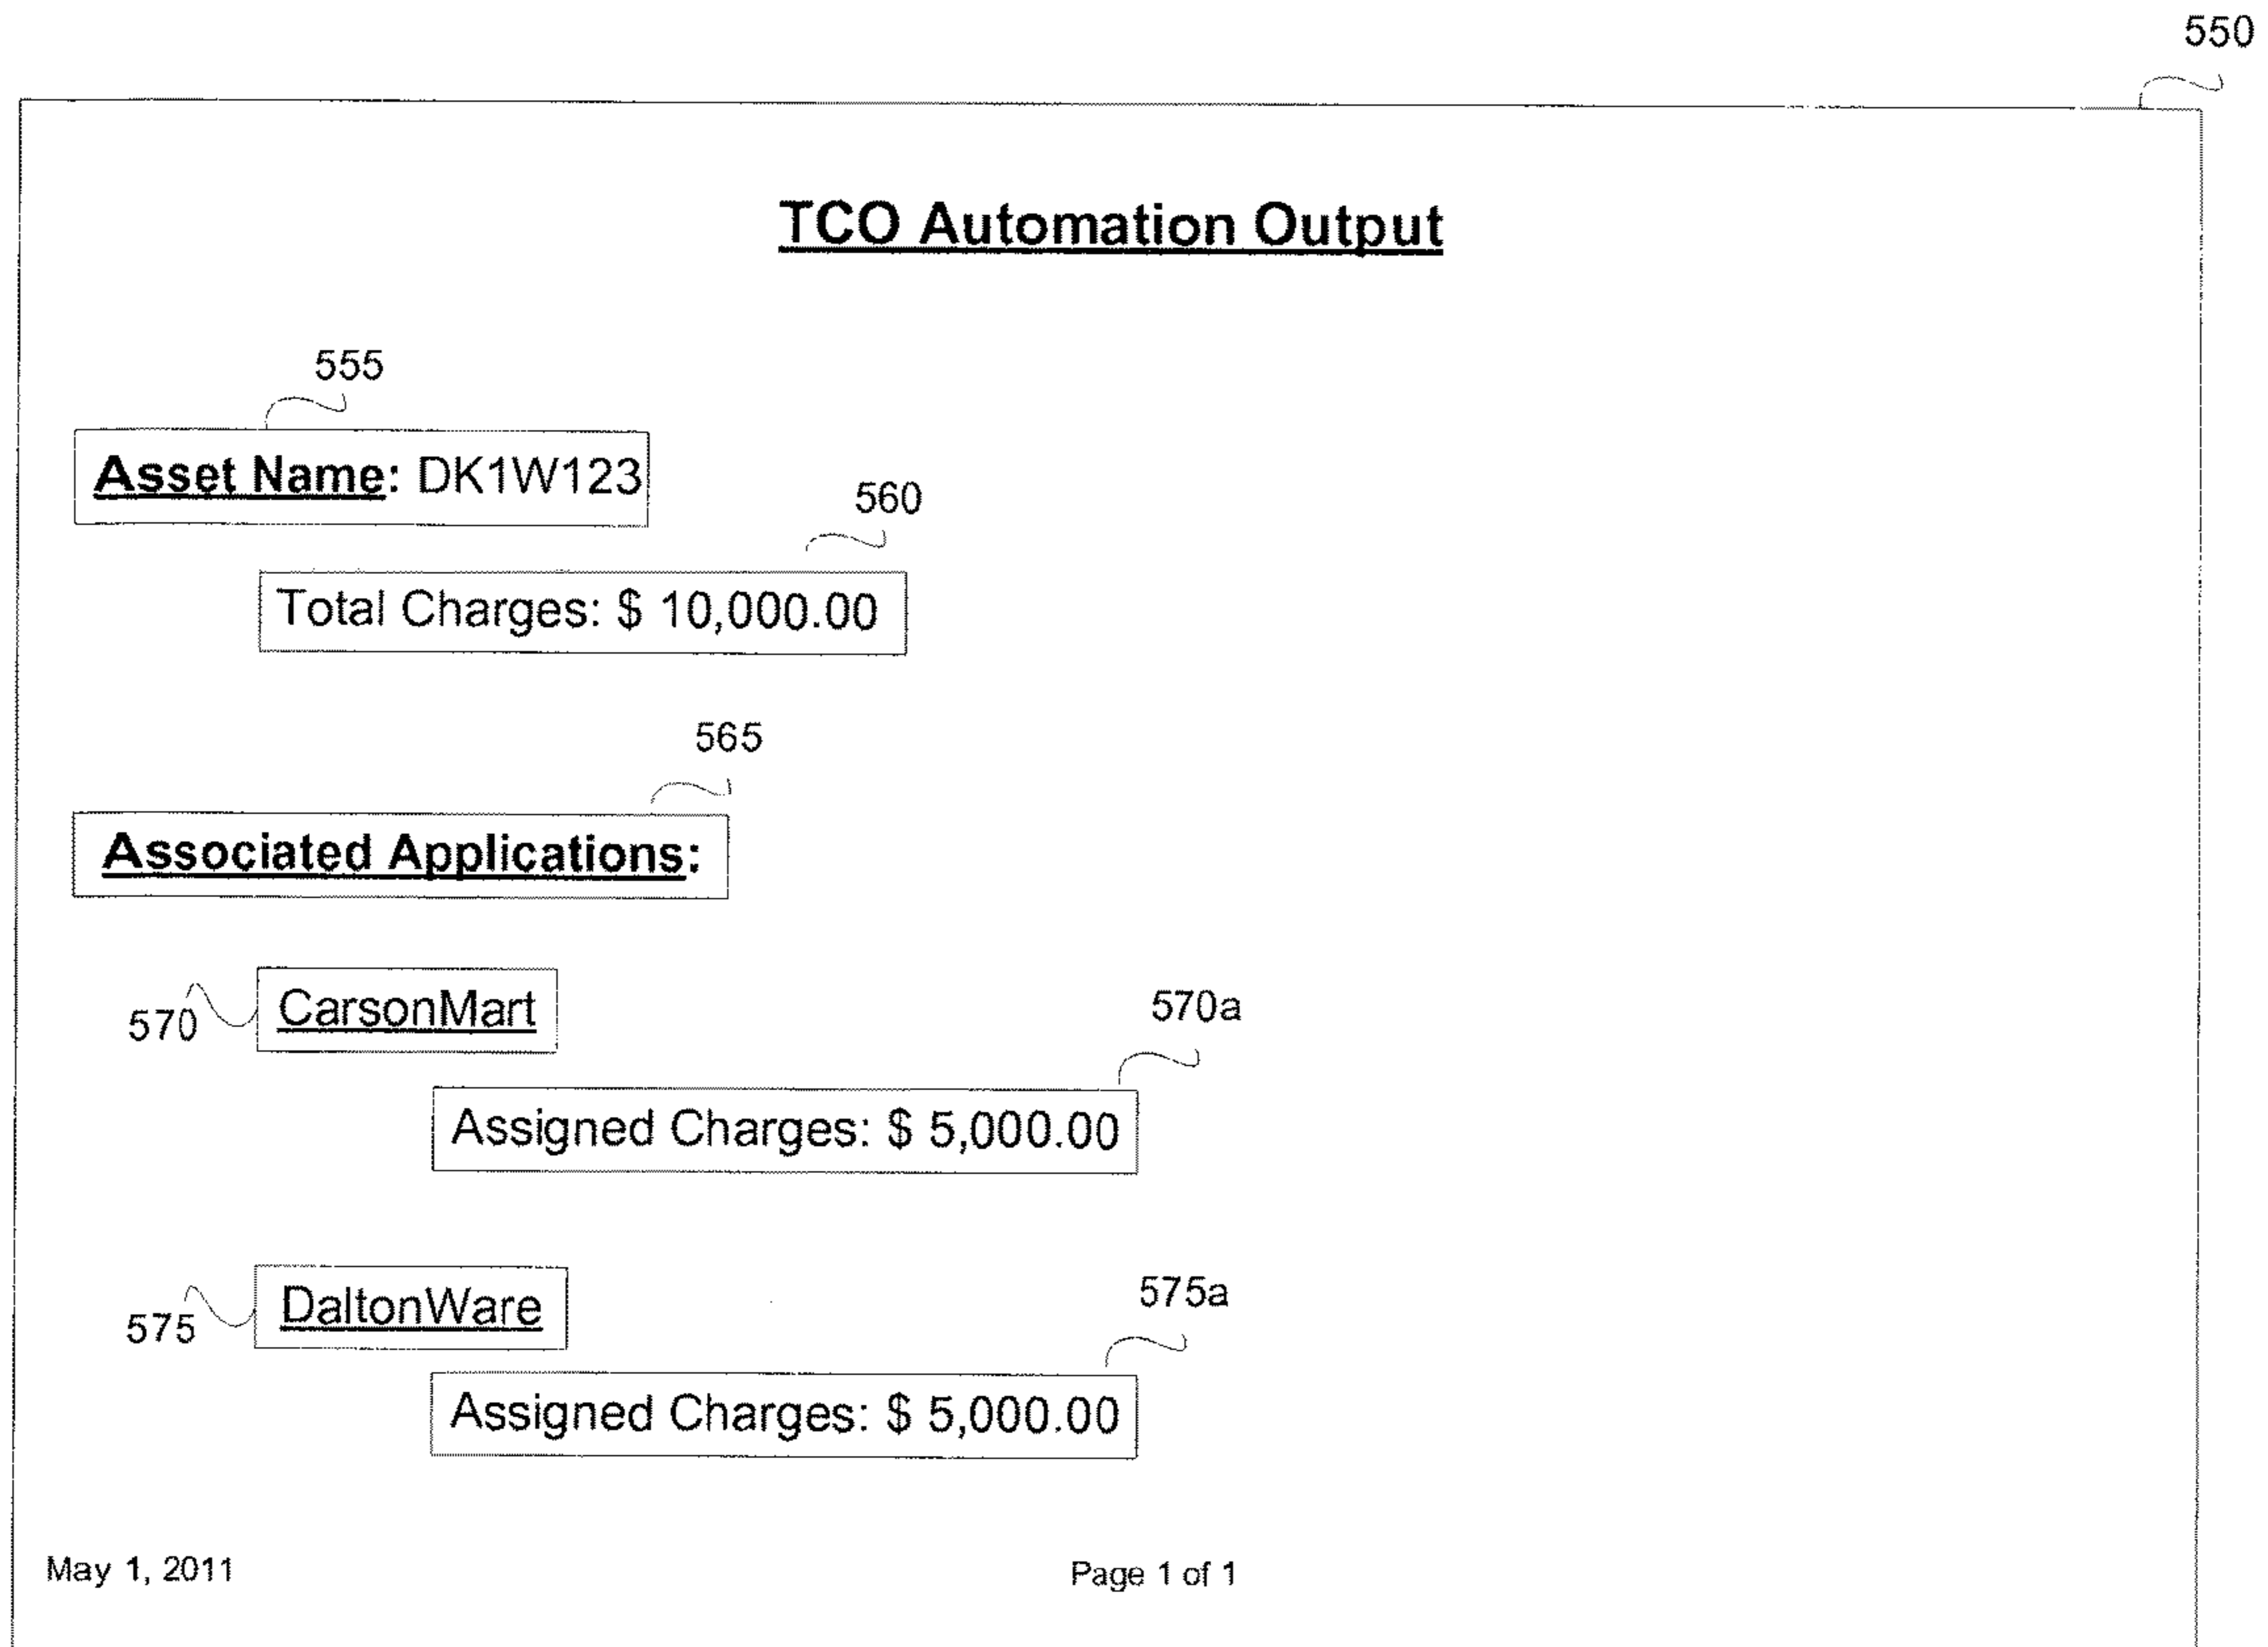 550
TCO Automation Output
555
Asset Name: DK1W123
560
Total Charges: $ 10,000.00
565
Associated Applications:
570
CarsonMart
570a
Assigned Charges: $ 5,000.00
575
DaltonWare
575a
Assigned Charges: $ 5,000.00
May 1, 2011
Page 1 of 1